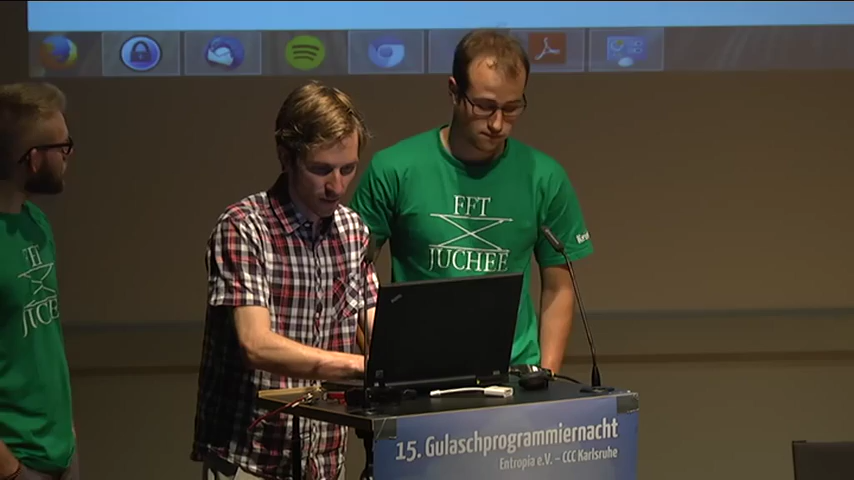 FFT
JUCHEE
15. Gulaschprogrammiernacht
Entropia e.V. – CCC Karlsruhe